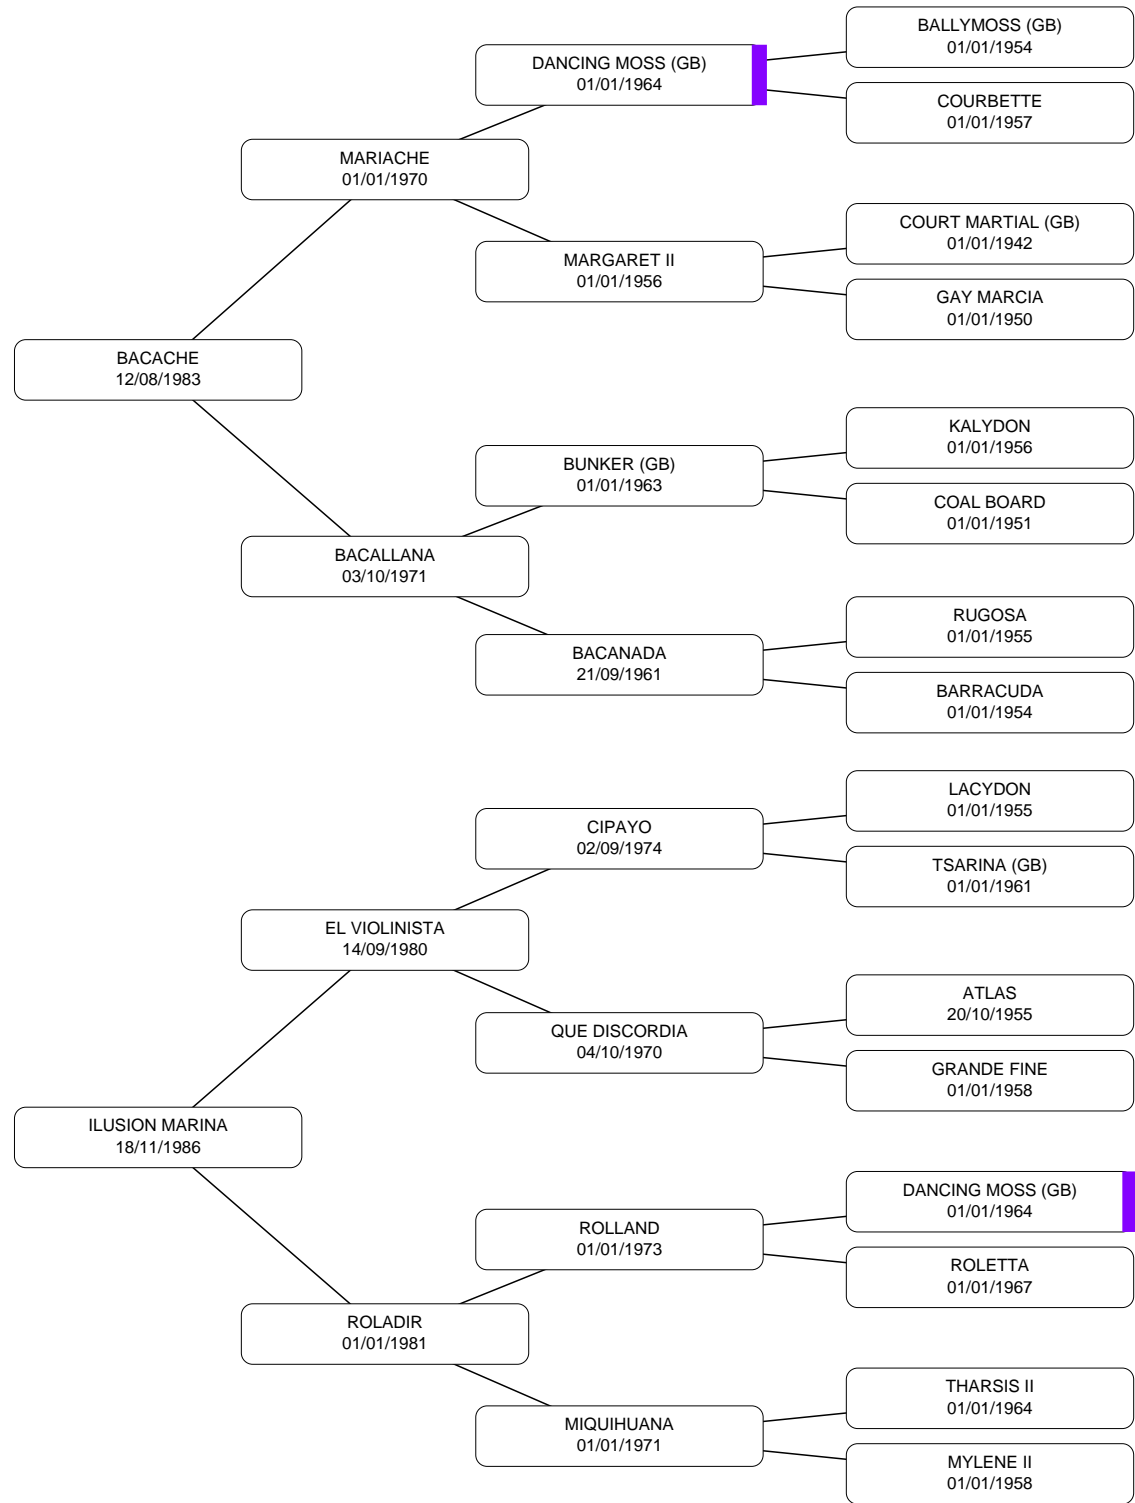 BALLYMOSS (GB)
01/01/1954
DANCING MOSS (GB)
01/01/1964
COURBETTE
01/01/1957
MARIACHE
01/01/1970
COURT MARTIAL (GB)
01/01/1942
MARGARET II
01/01/1956
GAY MARCIA
01/01/1950
BACACHE
12/08/1983
KALYDON
01/01/1956
BUNKER (GB)
01/01/1963
COAL BOARD
01/01/1951
BACALLANA
03/10/1971
RUGOSA
01/01/1955
BACANADA
21/09/1961
BARRACUDA
01/01/1954
LACYDON
01/01/1955
CIPAYO
02/09/1974
TSARINA (GB)
01/01/1961
EL VIOLINISTA
14/09/1980
ATLAS
20/10/1955
QUE DISCORDIA
04/10/1970
GRANDE FINE
01/01/1958
ILUSION MARINA
18/11/1986
DANCING MOSS (GB)
01/01/1964
ROLLAND
01/01/1973
ROLETTA
01/01/1967
ROLADIR
01/01/1981
THARSIS II
01/01/1964
MIQUIHUANA
01/01/1971
MYLENE II
01/01/1958